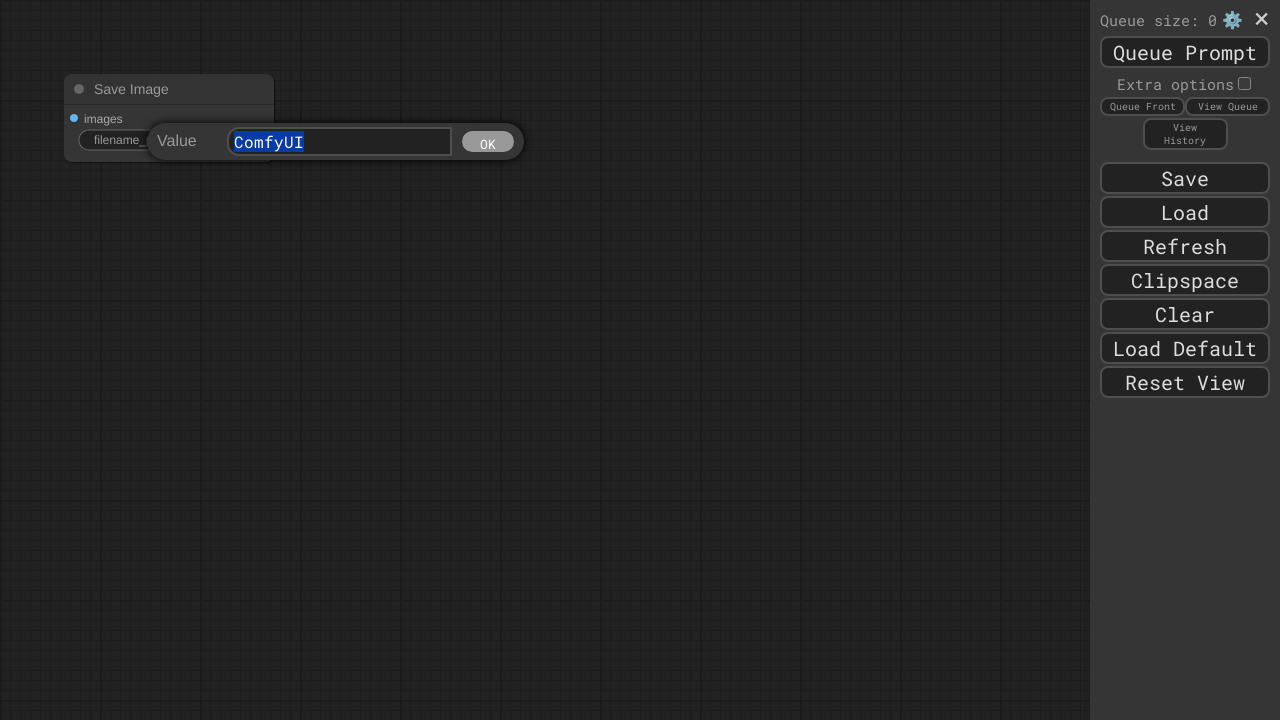 Save Image
images
filename_
Value
ComfyUI
OK
Queue size: 0
Queue Prompt
Extra options
Queue Front
View Queue
View
History
Save
Load
Refresh
Clipspace
Clear
Load Default
Reset View